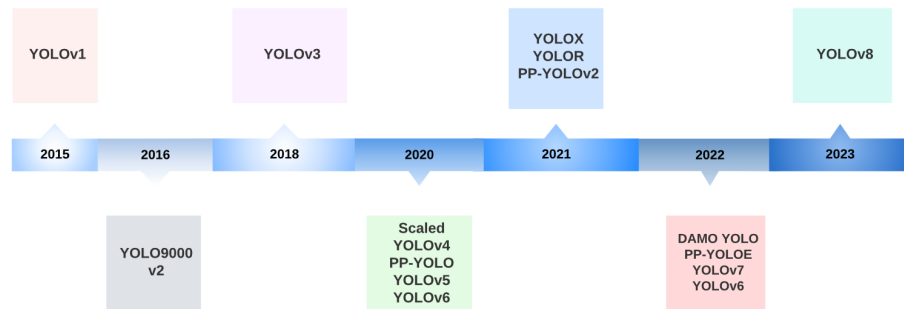 YOLOv1
YOLOv3
YOLOX
YOLOR
PP-YOLOv2
YOLOv8
2015
2016
2018
2020
2021
2022
2023
YOLO9000
v2
Scaled
YOLOv4
PP-YOLO
YOLOv5
YOLOv6
DAMO YOLO
PP-YOLOE
YOLOv7
YOLOv6